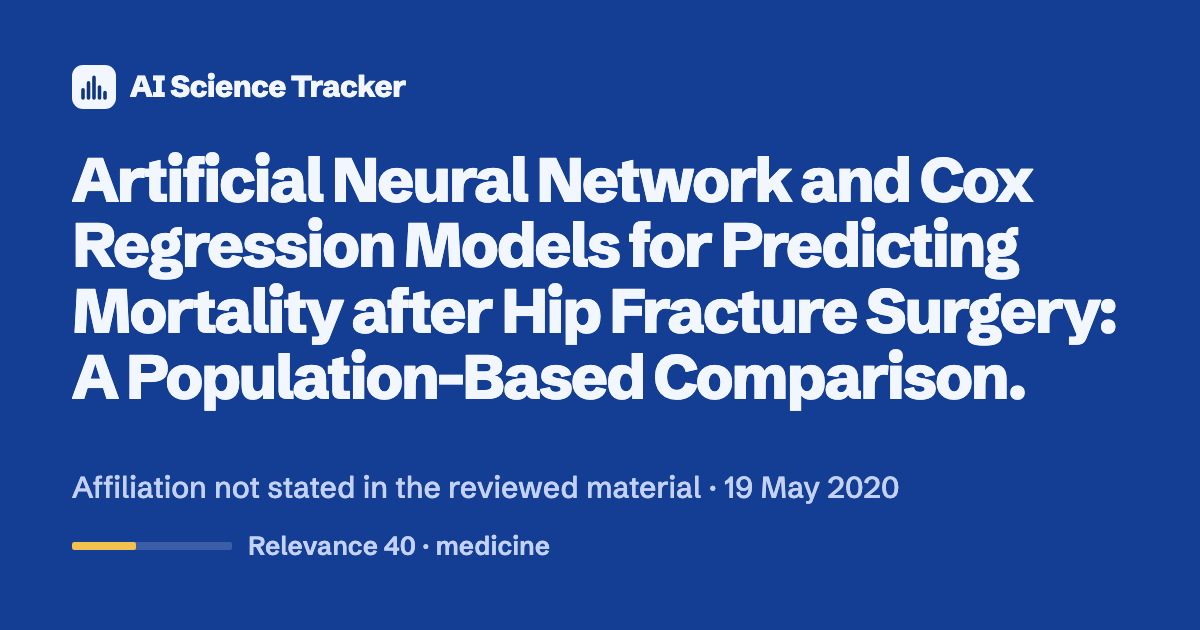 AI Science Tracker
Artificial Neural Network and Cox
Regression Models for Predicting
Mortality after Hip Fracture Surgery:
A Population-Based Comparison.
Affiliation not stated in the reviewed material · 19 May 2020
Relevance 40 · medicine